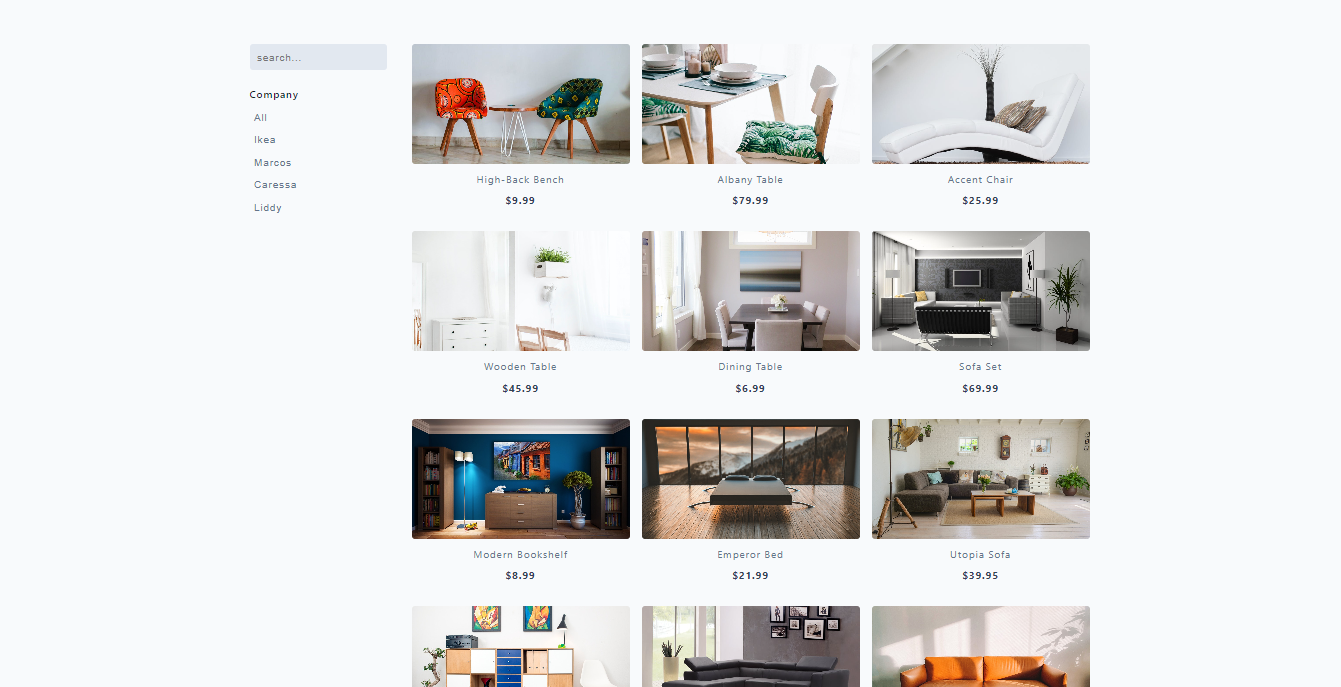 search...
Company
All
Ikea
Marcos
Caressa
Liddy
High-Back Bench
$9.99
Albany Table
$79.99
Accent Chair
$25.99
Wooden Table
$45.99
Dining Table
$6.99
Sofa Set
$69.99
Modern Bookshelf
$8.99
Emperor Bed
$21.99
Utopia Sofa
$39.95